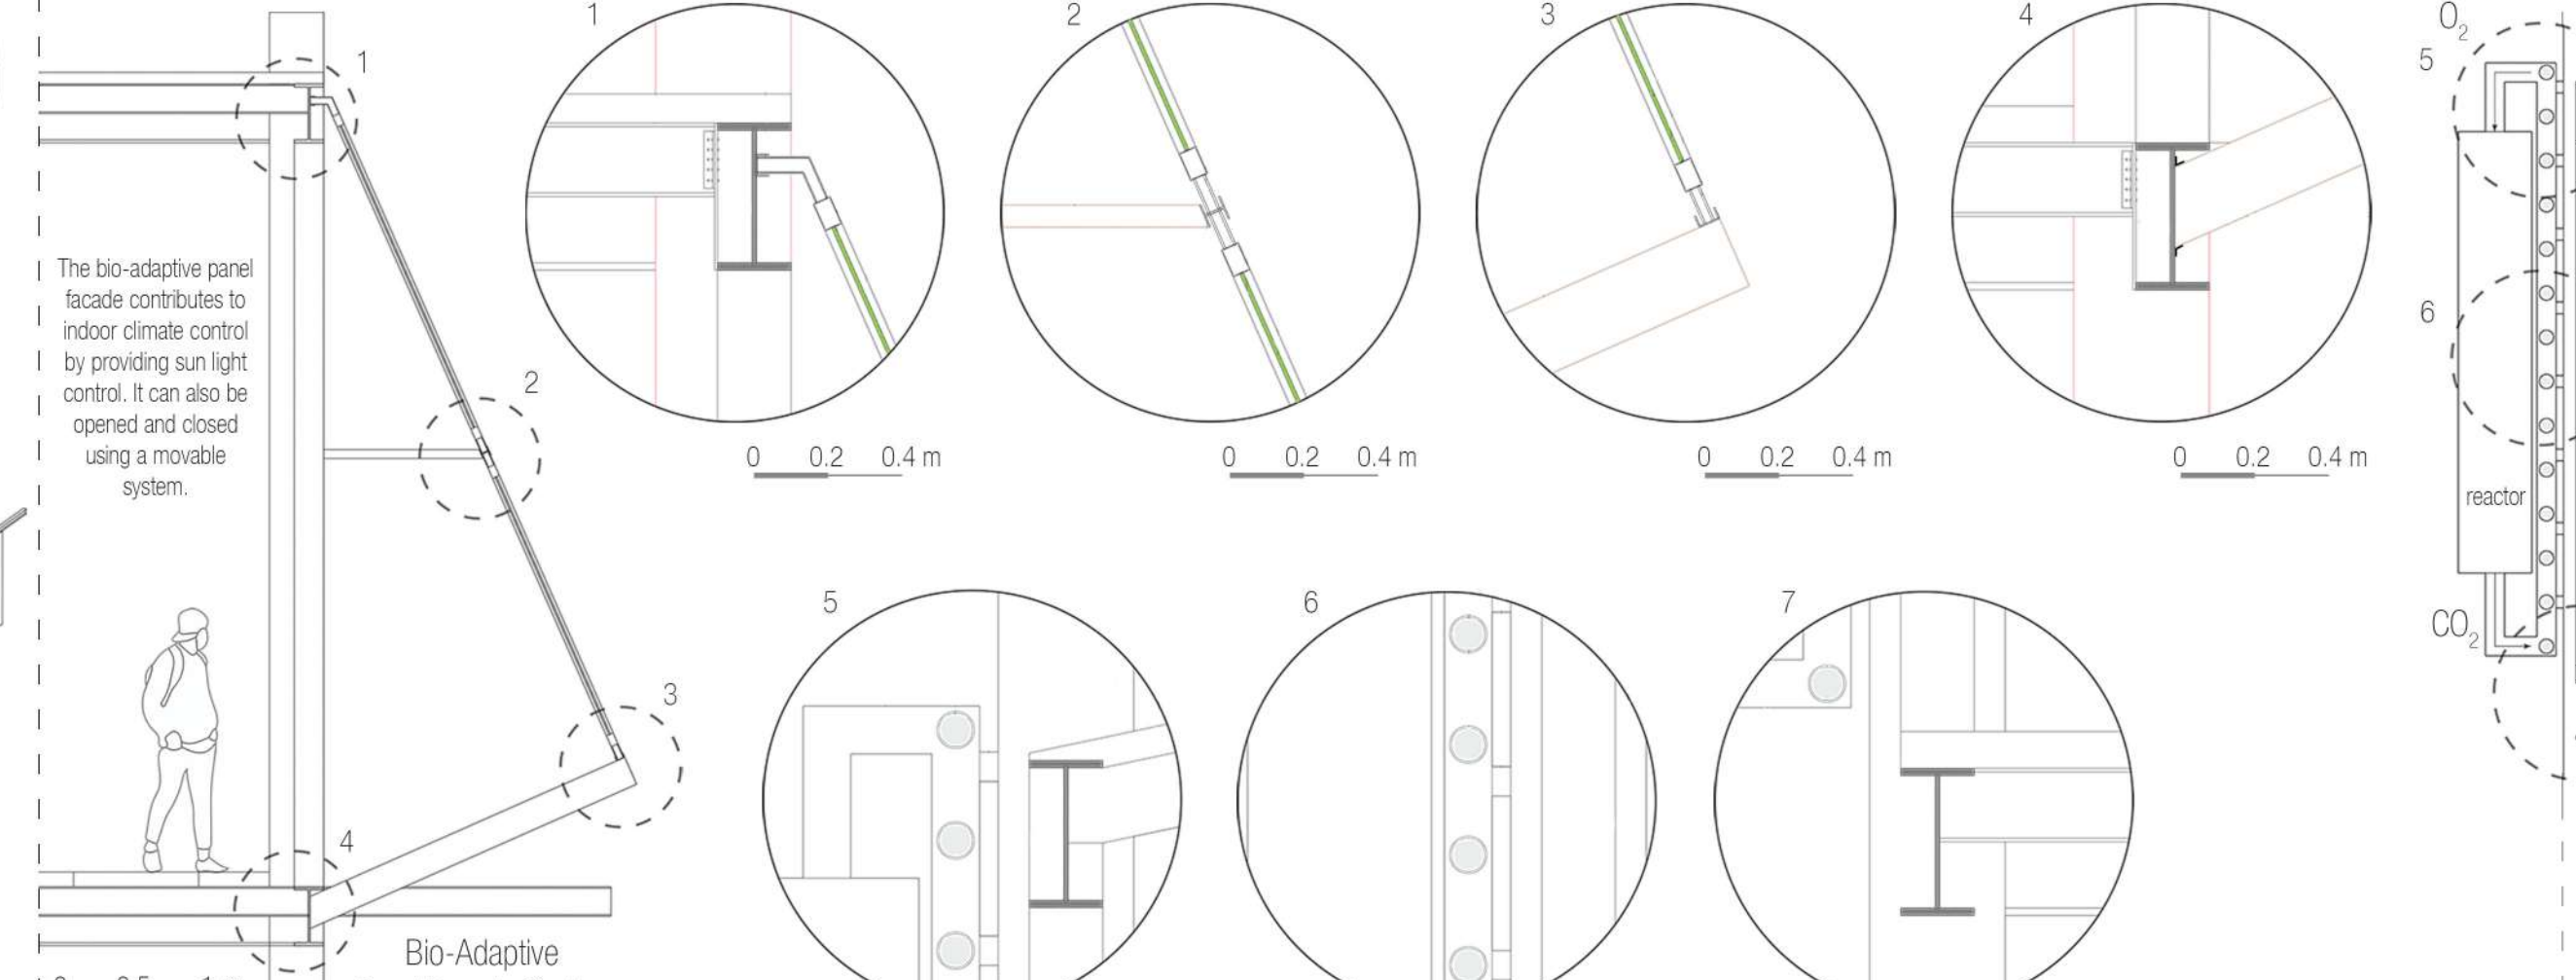 1
2
3
4
The bio-adaptive panel
facade contributes to
indoor climate control
by providing sun light
control. It can also be
opened and closed
using a movable
system.
Bio-Adaptive
1
0 0.2 0.4 m
2
0 0.2 0.4 m
3
0 0.2 0.4 m
4
0 0.2 0.4 m
5
6
7
O2
5
6
reactor
CO2